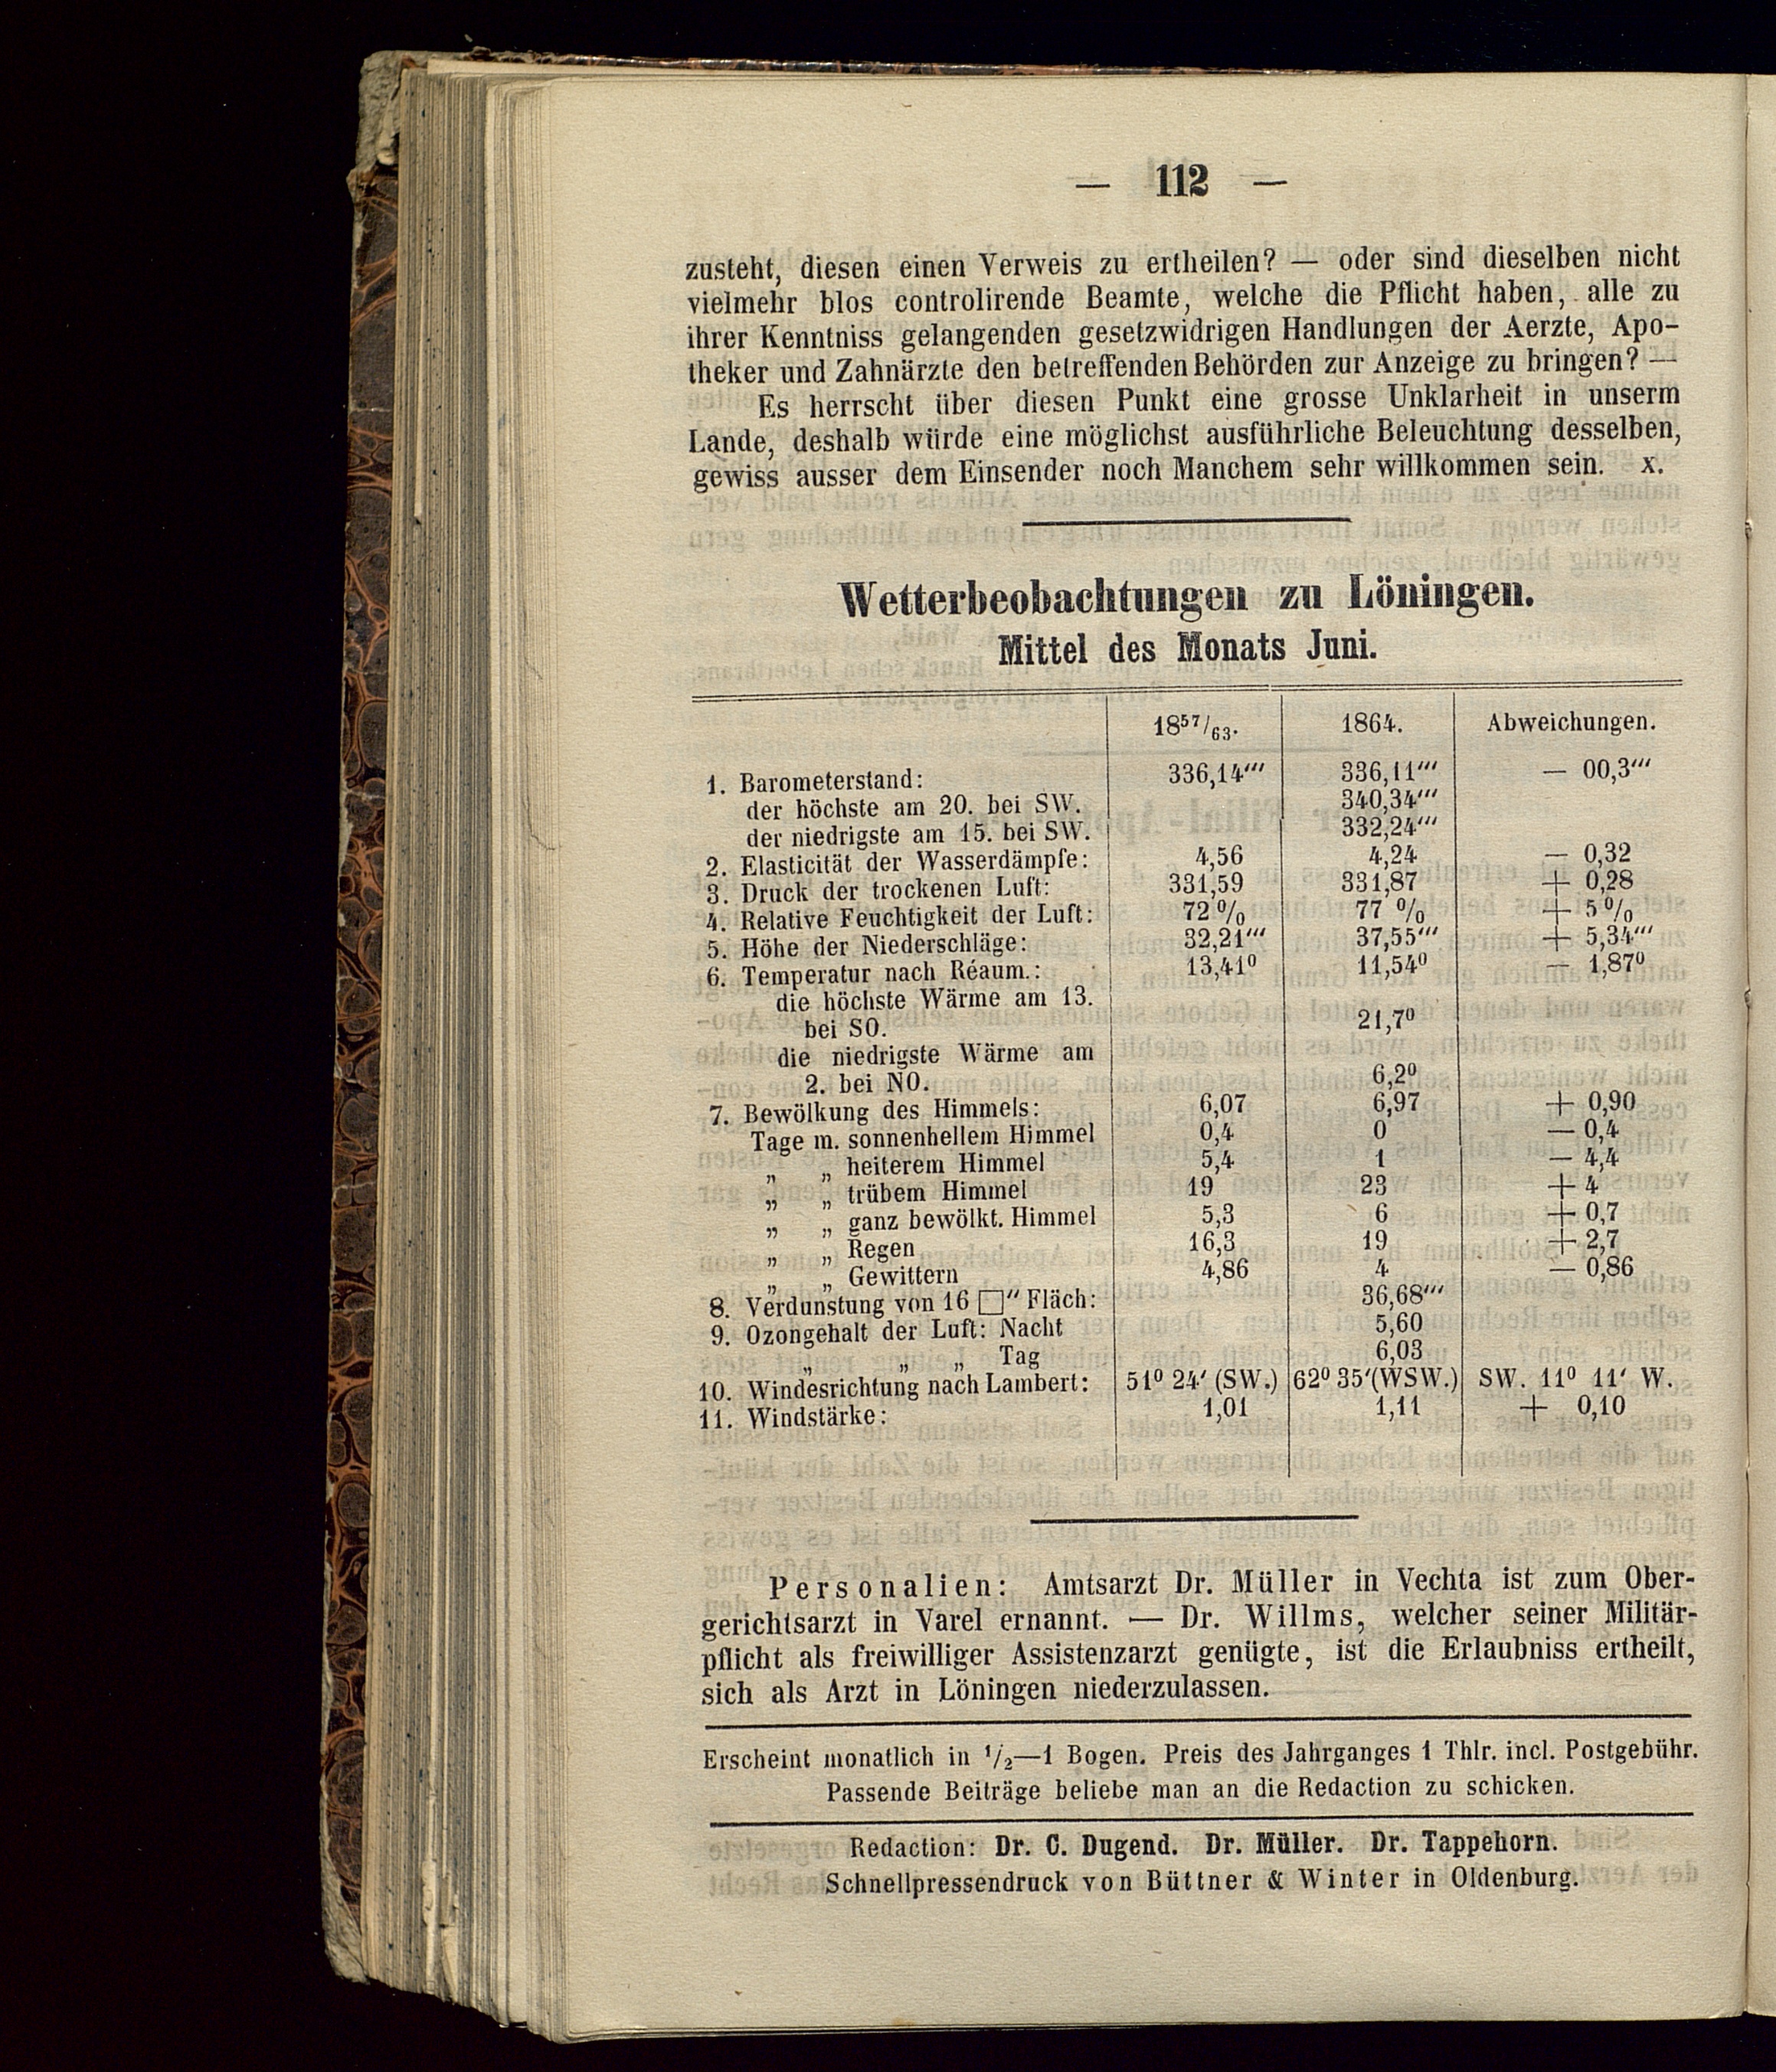 — 112 —
zusteht, diesen einen Verweis zu ertheilen? — oder sind dieselben nicht
vielmehr blos controlirende Beamte, welche die Pflicht haben, alle zu
ihrer Kenntniss gelangenden gesetzwidrigen Handlungen der Aerzte, Apo-
theker und Zahnärzte den betreffenden Behörden zur Anzeige zu bringen? —
Es herrscht über diesen Punkt eine grosse Unklarheit in unserm
Lande, deshalb würde eine möglichst ausführliche Beleuchtung desselben,
gewiss ausser dem Einsender noch Manchem sehr willkommen sein. x.
Wetterbeobachtungen zu Löningen.
Mittel des Monats Juni.
18⁵⁷/₆₃. 1864. Abweichungen.
1. Barometerstand: 336,14‴ 336,11‴ — 00,3‴
der höchste am 20. bei SW. 340,34‴
der niedrigste am 15. bei SW. 332,24‴
2. Elasticität der Wasserdämpfe: 4,56 4,24 — 0,32
3. Druck der trockenen Luft: 331,59 331,87 + 0,28
4. Relative Feuchtigkeit der Luft: 72% 77 % + 5%
5. Höhe der Niederschläge: 32,21‴ 37,55‴ + 5,34‴
6. Temperatur nach Réaum.: 13,41⁰ 11,54⁰ — 1,87⁰
die höchste Wärme am 13.
bei SO. 21,7⁰
die niedrigste Wärme am
2. bei NO. 6,2⁰
7. Bewölkung des Himmels: 6,07 6,97 + 0,90
Tage m. sonnenhellem Himmel 0,4 0 — 0,4
„ „ heiterem Himmel 5,4 1 — 4,4
„ „ trübem Himmel 19 23 + 4
„ „ ganz bewölkt. Himmel 5,3 6 + 0,7
„ „ Regen 16,3 19 + 2,7
„ „ Gewittern 4,86 4 — 0,86
8. Verdunstung von 16 □″ Fläch: 36,68‴
9. Ozongehalt der Luft: Nacht 5,60
„ „ „ Tag 6,03
10. Windesrichtung nach Lambert: 51⁰ 24′ (SW.) 62⁰ 35′(WSW.) SW. 11⁰ 11′ W.
11. Windstärke: 1,01 1,11 + 0,10
Personalien: Amtsarzt Dr. Müller in Vechta ist zum Ober-
gerichtsarzt in Varel ernannt. — Dr. Willms, welcher seiner Militär-
pflicht als freiwilliger Assistenzarzt genügte, ist die Erlaubniss ertheilt,
sich als Arzt in Löningen niederzulassen.
Erscheint monatlich in ¹/₂—1 Bogen. Preis des Jahrganges 1 Thlr. incl. Postgebühr.
Passende Beiträge beliebe man an die Redaction zu schicken.
Redaction: Dr. C. Dugend. Dr. Müller. Dr. Tappehorn.
Schnellpressendruck von Büttner & Winter in Oldenburg.